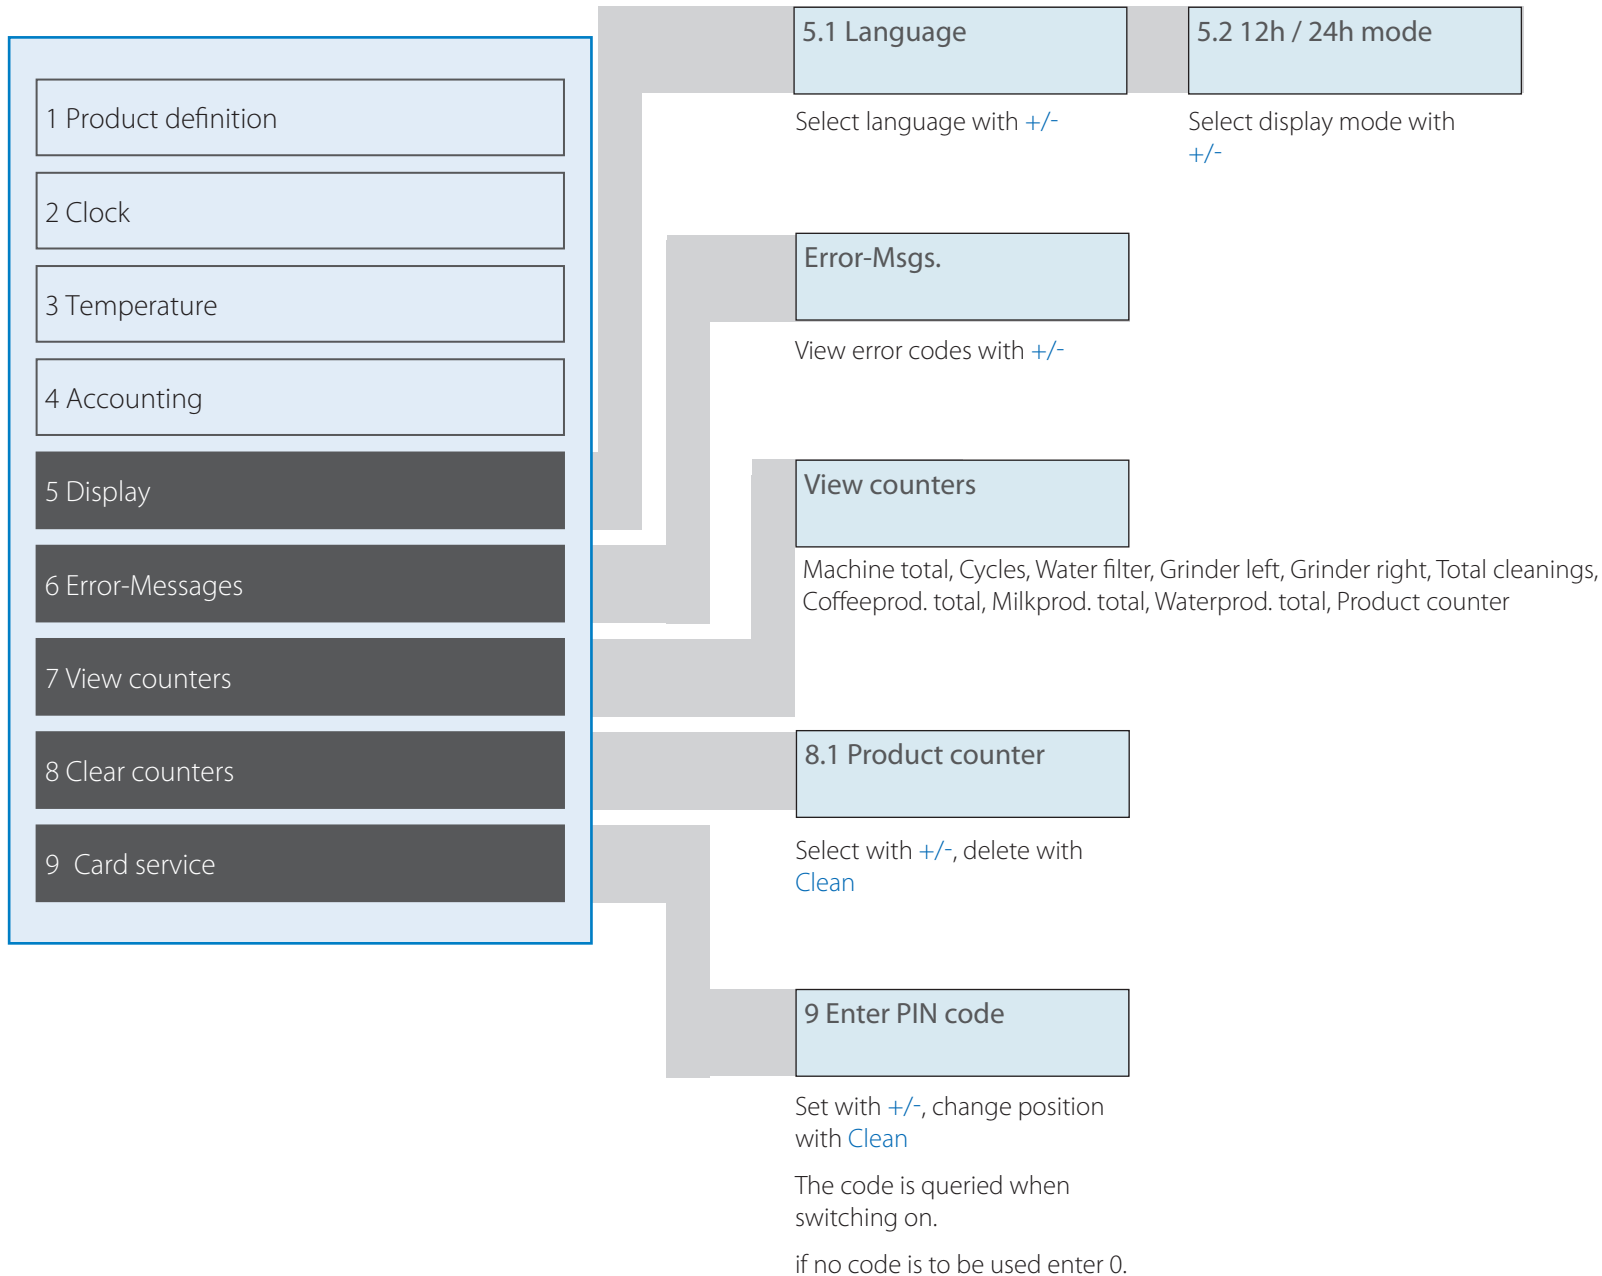 1 Product definition
2 Clock
3 Temperature
4 Accounting
5 Display
6 Error-Messages
7 View counters
8 Clear counters
9 Card service
5.1 Language
Select language with +/-
5.2 12h / 24h mode
Select display mode with
+/-
Error-Msgs.
View error codes with +/-
View counters
Machine total, Cycles, Water filter, Grinder left, Grinder right, Total cleanings,
Coffeeprod. total, Milkprod. total, Waterprod. total, Product counter
8.1 Product counter
Select with +/-, delete with
Clean
9 Enter PIN code
Set with +/-, change position
with Clean
The code is queried when
switching on.
if no code is to be used enter 0.